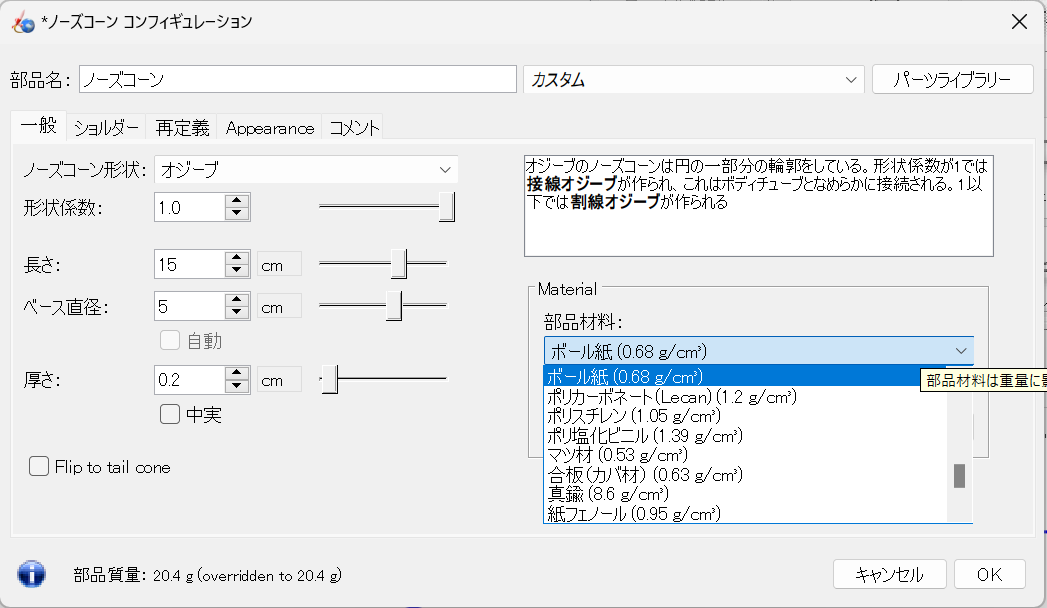 *ノーズコーン コンフィギュレーション
部品名: ノーズコーン カスタム パーツライブラリー
一般 ショルダー 再定義 Appearance コメント
ノーズコーン形状: オジーブ
形状係数: 1.0
長さ: 15 cm
ベース直径: 5 cm
自動
厚さ: 0.2 cm
中実
Flip to tail cone
オジーブのノーズコーンは円の一部分の輪郭をしている。形状係数が1では
接線オジーブが作られ、これはボディチューブとなめらかに接続される。1以
下では割線オジーブが作られる
Material
部品材料:
ボール紙 (0.68 g/cm³)
ボール紙 (0.68 g/cm³)
ポリカーボネート(Lecan) (1.2 g/cm³)
ポリスチレン (1.05 g/cm³)
ポリ塩化ビニル (1.39 g/cm³)
マツ材 (0.53 g/cm³)
合板(カバ材) (0.63 g/cm³)
真鍮 (8.6 g/cm³)
紙フェノール (0.95 g/cm³)
部品材料は重量に
部品質量: 20.4 g (overridden to 20.4 g)
キャンセル OK